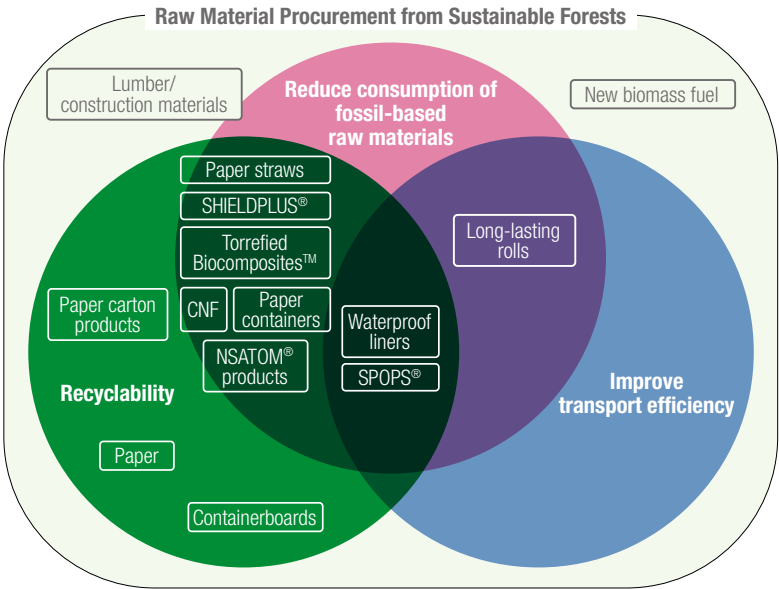 Raw Material Procurement from Sustainable Forests
Lumber/
construction materials
Reduce consumption of
fossil-based
raw materials
New biomass fuel
Paper straws
SHIELDPLUS®
Torrefied
Biocomposites™
CNF
Paper
containers
NSATOM®
products
Paper carton
products
Recyclability
Paper
Containerboards
Waterproof
liners
SPOPS®
Long-lasting
rolls
Improve
transport efficiency